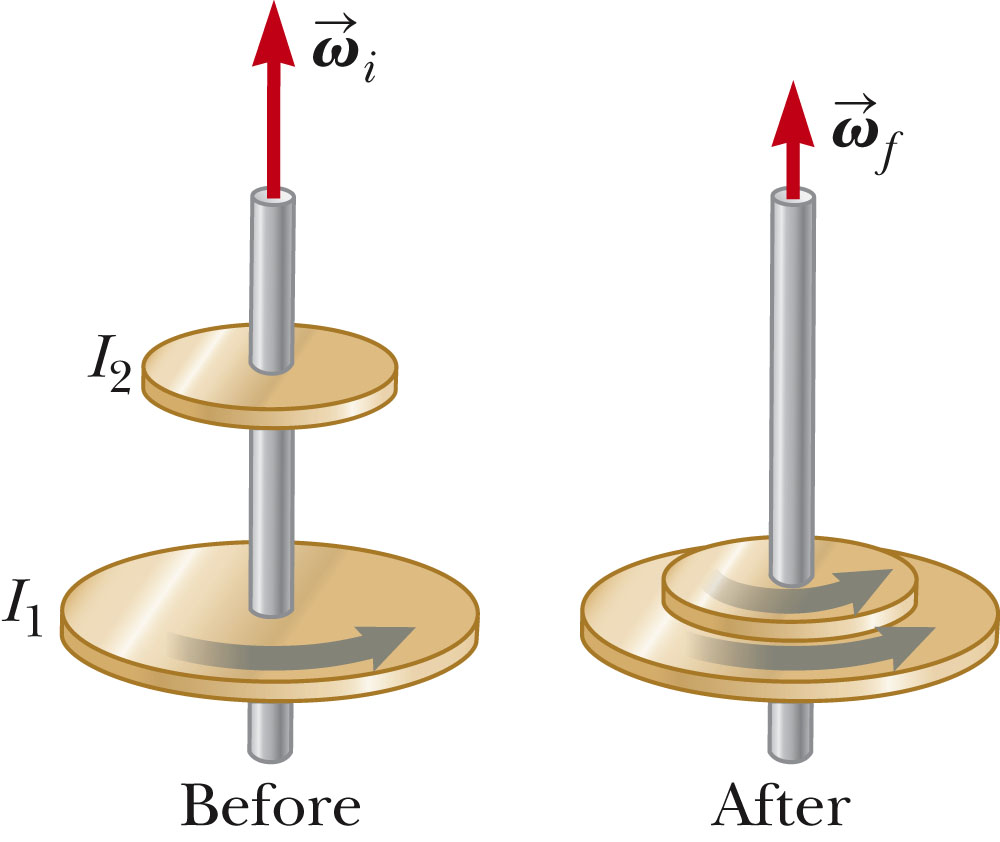 ω⃗i
ω⃗f
I2
I1
Before
After